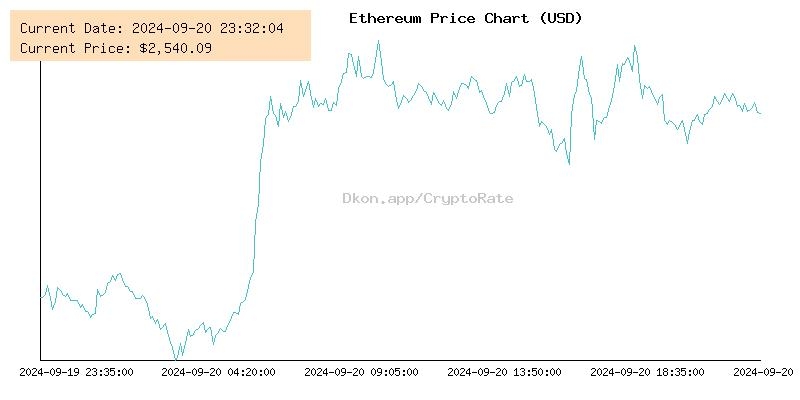 Ethereum Price Chart (USD)
Current Date: 2024-09-20 23:32:04
Current Price: $2,540.09
Dkon.app/CryptoRate
2024-09-19 23:35:00 2024-09-20 04:20:00 2024-09-20 09:05:00 2024-09-20 13:50:00 2024-09-20 18:35:00 2024-09-20